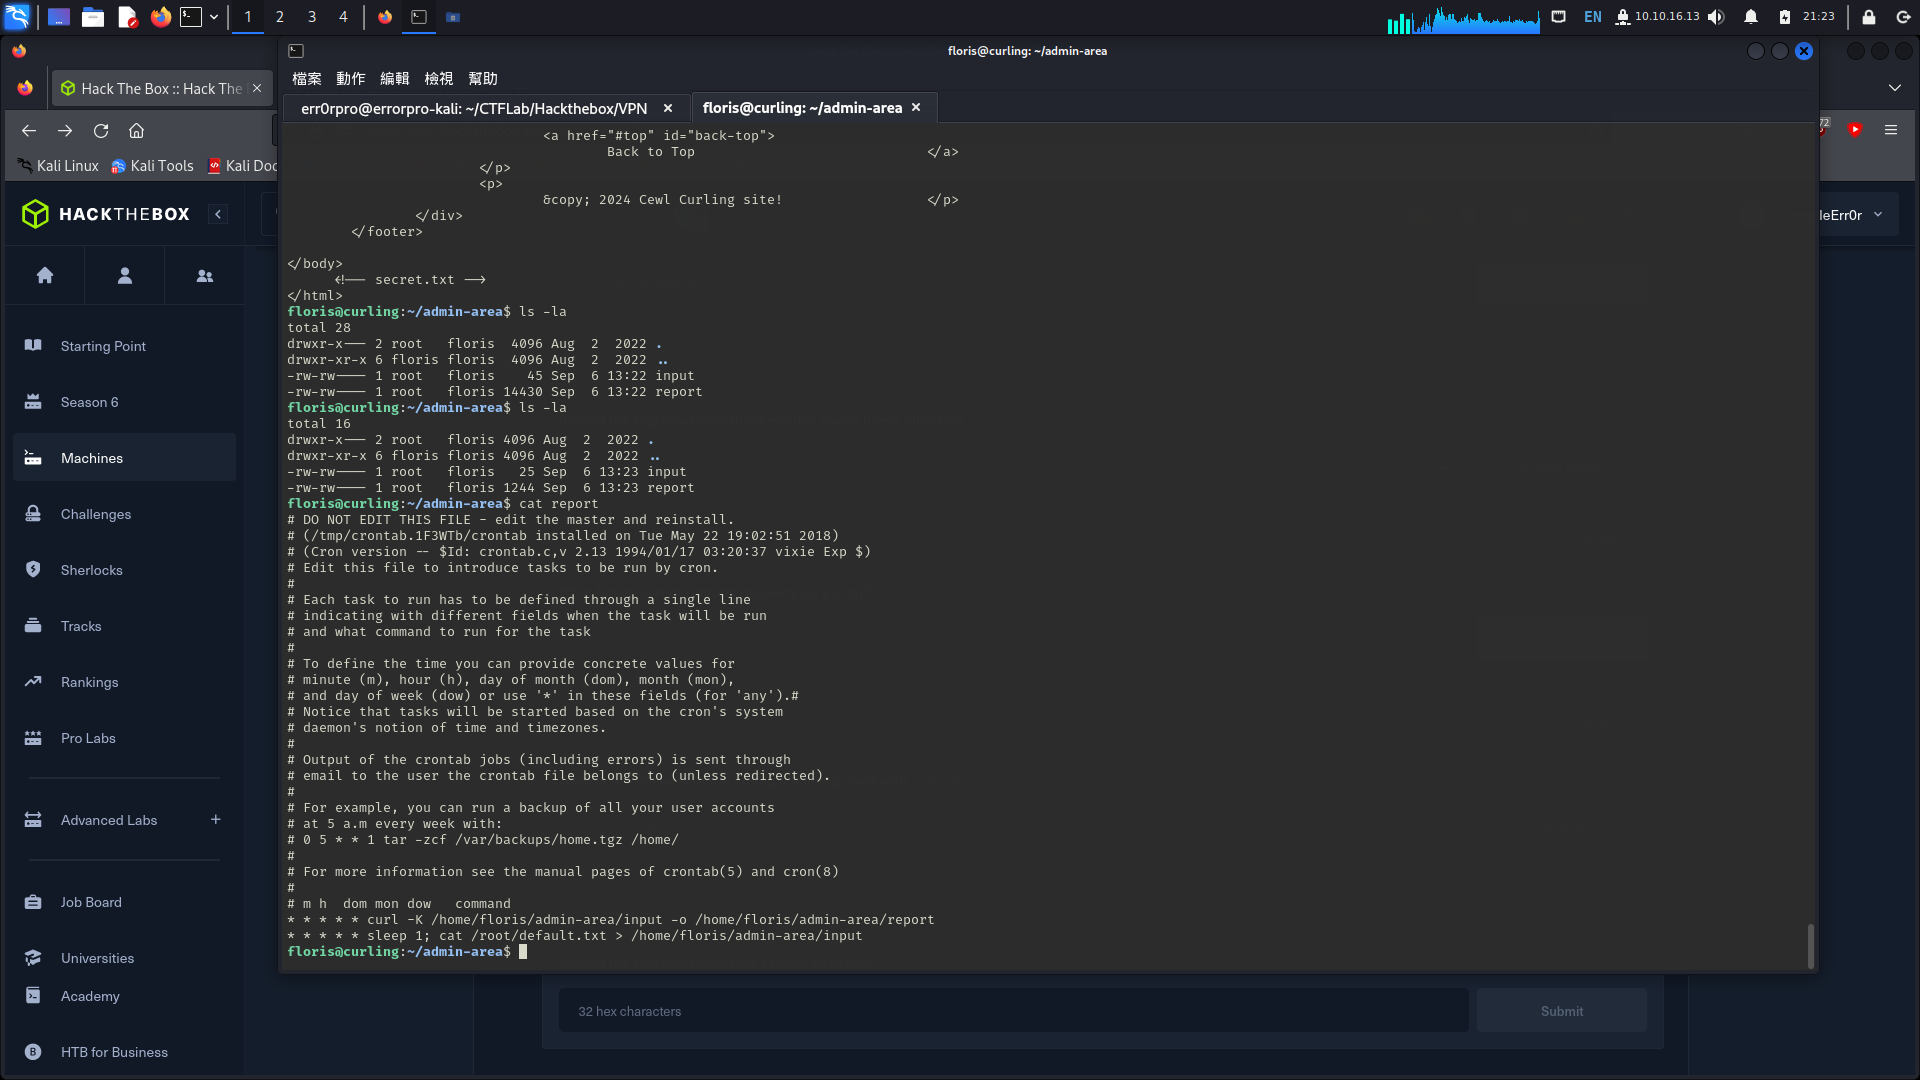 1 2 3 4
EN 10.10.16.13 21:23
floris@curling: ~/admin-area
檔案 動作 編輯 檢視 幫助
Hack The Box :: Hack The
err0rpro@errorpro-kali: ~/CTFLab/Hackthebox/VPN
floris@curling: ~/admin-area
72
Kali Linux Kali Tools Kali Doc
HACKTHEBOX
leErr0r
Starting Point
Season 6
Machines
Challenges
Sherlocks
Tracks
Rankings
Pro Labs
Advanced Labs +
Job Board
Universities
Academy
HTB for Business
<a href="#top" id="back-top">
Back to Top </a>
</p>
<p>
&copy; 2024 Cewl Curling site! </p>
</div>
</footer>
</body>
<!-- secret.txt -->
</html>
floris@curling:~/admin-area$ ls -la
total 28
drwxr-x--- 2 root floris 4096 Aug 2 2022 .
drwxr-xr-x 6 floris floris 4096 Aug 2 2022 ..
-rw-rw---- 1 root floris 45 Sep 6 13:22 input
-rw-rw---- 1 root floris 14430 Sep 6 13:22 report
floris@curling:~/admin-area$ ls -la
total 16
drwxr-x--- 2 root floris 4096 Aug 2 2022 .
drwxr-xr-x 6 floris floris 4096 Aug 2 2022 ..
-rw-rw---- 1 root floris 25 Sep 6 13:23 input
-rw-rw---- 1 root floris 1244 Sep 6 13:23 report
floris@curling:~/admin-area$ cat report
# DO NOT EDIT THIS FILE - edit the master and reinstall.
# (/tmp/crontab.1F3WTb/crontab installed on Tue May 22 19:02:51 2018)
# (Cron version -- $Id: crontab.c,v 2.13 1994/01/17 03:20:37 vixie Exp $)
# Edit this file to introduce tasks to be run by cron.
#
# Each task to run has to be defined through a single line
# indicating with different fields when the task will be run
# and what command to run for the task
#
# To define the time you can provide concrete values for
# minute (m), hour (h), day of month (dom), month (mon),
# and day of week (dow) or use '*' in these fields (for 'any').#
# Notice that tasks will be started based on the cron's system
# daemon's notion of time and timezones.
#
# Output of the crontab jobs (including errors) is sent through
# email to the user the crontab file belongs to (unless redirected).
#
# For example, you can run a backup of all your user accounts
# at 5 a.m every week with:
# 0 5 * * 1 tar -zcf /var/backups/home.tgz /home/
#
# For more information see the manual pages of crontab(5) and cron(8)
#
# m h dom mon dow command
* * * * * curl -K /home/floris/admin-area/input -o /home/floris/admin-area/report
* * * * * sleep 1; cat /root/default.txt > /home/floris/admin-area/input
floris@curling:~/admin-area$
32 hex characters
Submit